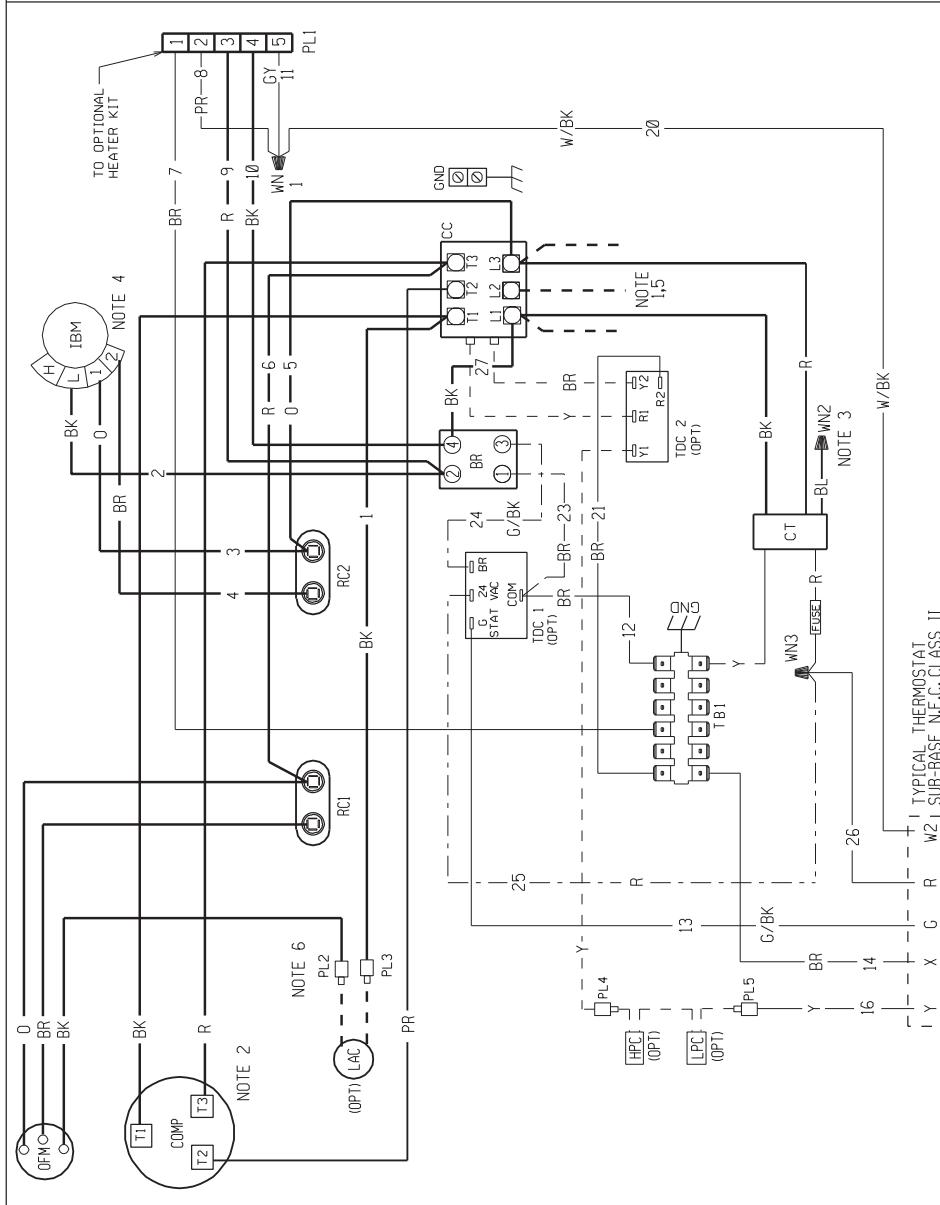 1
2
3
4
5
PL1
TO OPTIONAL
HEATER KIT
PR
8
GY
11
7
BR
9
R
10
BK
WN
1
W/BK
20
GND
IBM
H
L
1
2
NOTE 4
BK
O
BR
2
6
R
5
O
CC
T3
T2
T1
L3
L2
L1
NOTE
1,5
3
4
RC2
BK
27
4
2
BR
3
1
BR
Y
Y2
R1
Y1
R2
TDC 2
(OPT)
BK
R
W/BK
BL
WN2
NOTE 3
1
BK
24
G/BK
23
BR
21
BR
BR
24
VAC
G
STAT
COM
TDC 1
(OPT)
BR
12
GND
CT
R
FUSE
Y
WN3
TB1
RC1
25
R
26
13
G/BK
NOTE 6
PL2
PL3
LAC
(OPT)
PR
Y
PL4
HPC
(OPT)
LPC
(OPT)
PL5
BR
14
Y
16
O
BR
BK
OFM
BK
R
T1
T3
T2
COMP
NOTE 2
TYPICAL THERMOSTAT
SUB-BASE N.E.C. CLASS II
W2
R
G
X
Y